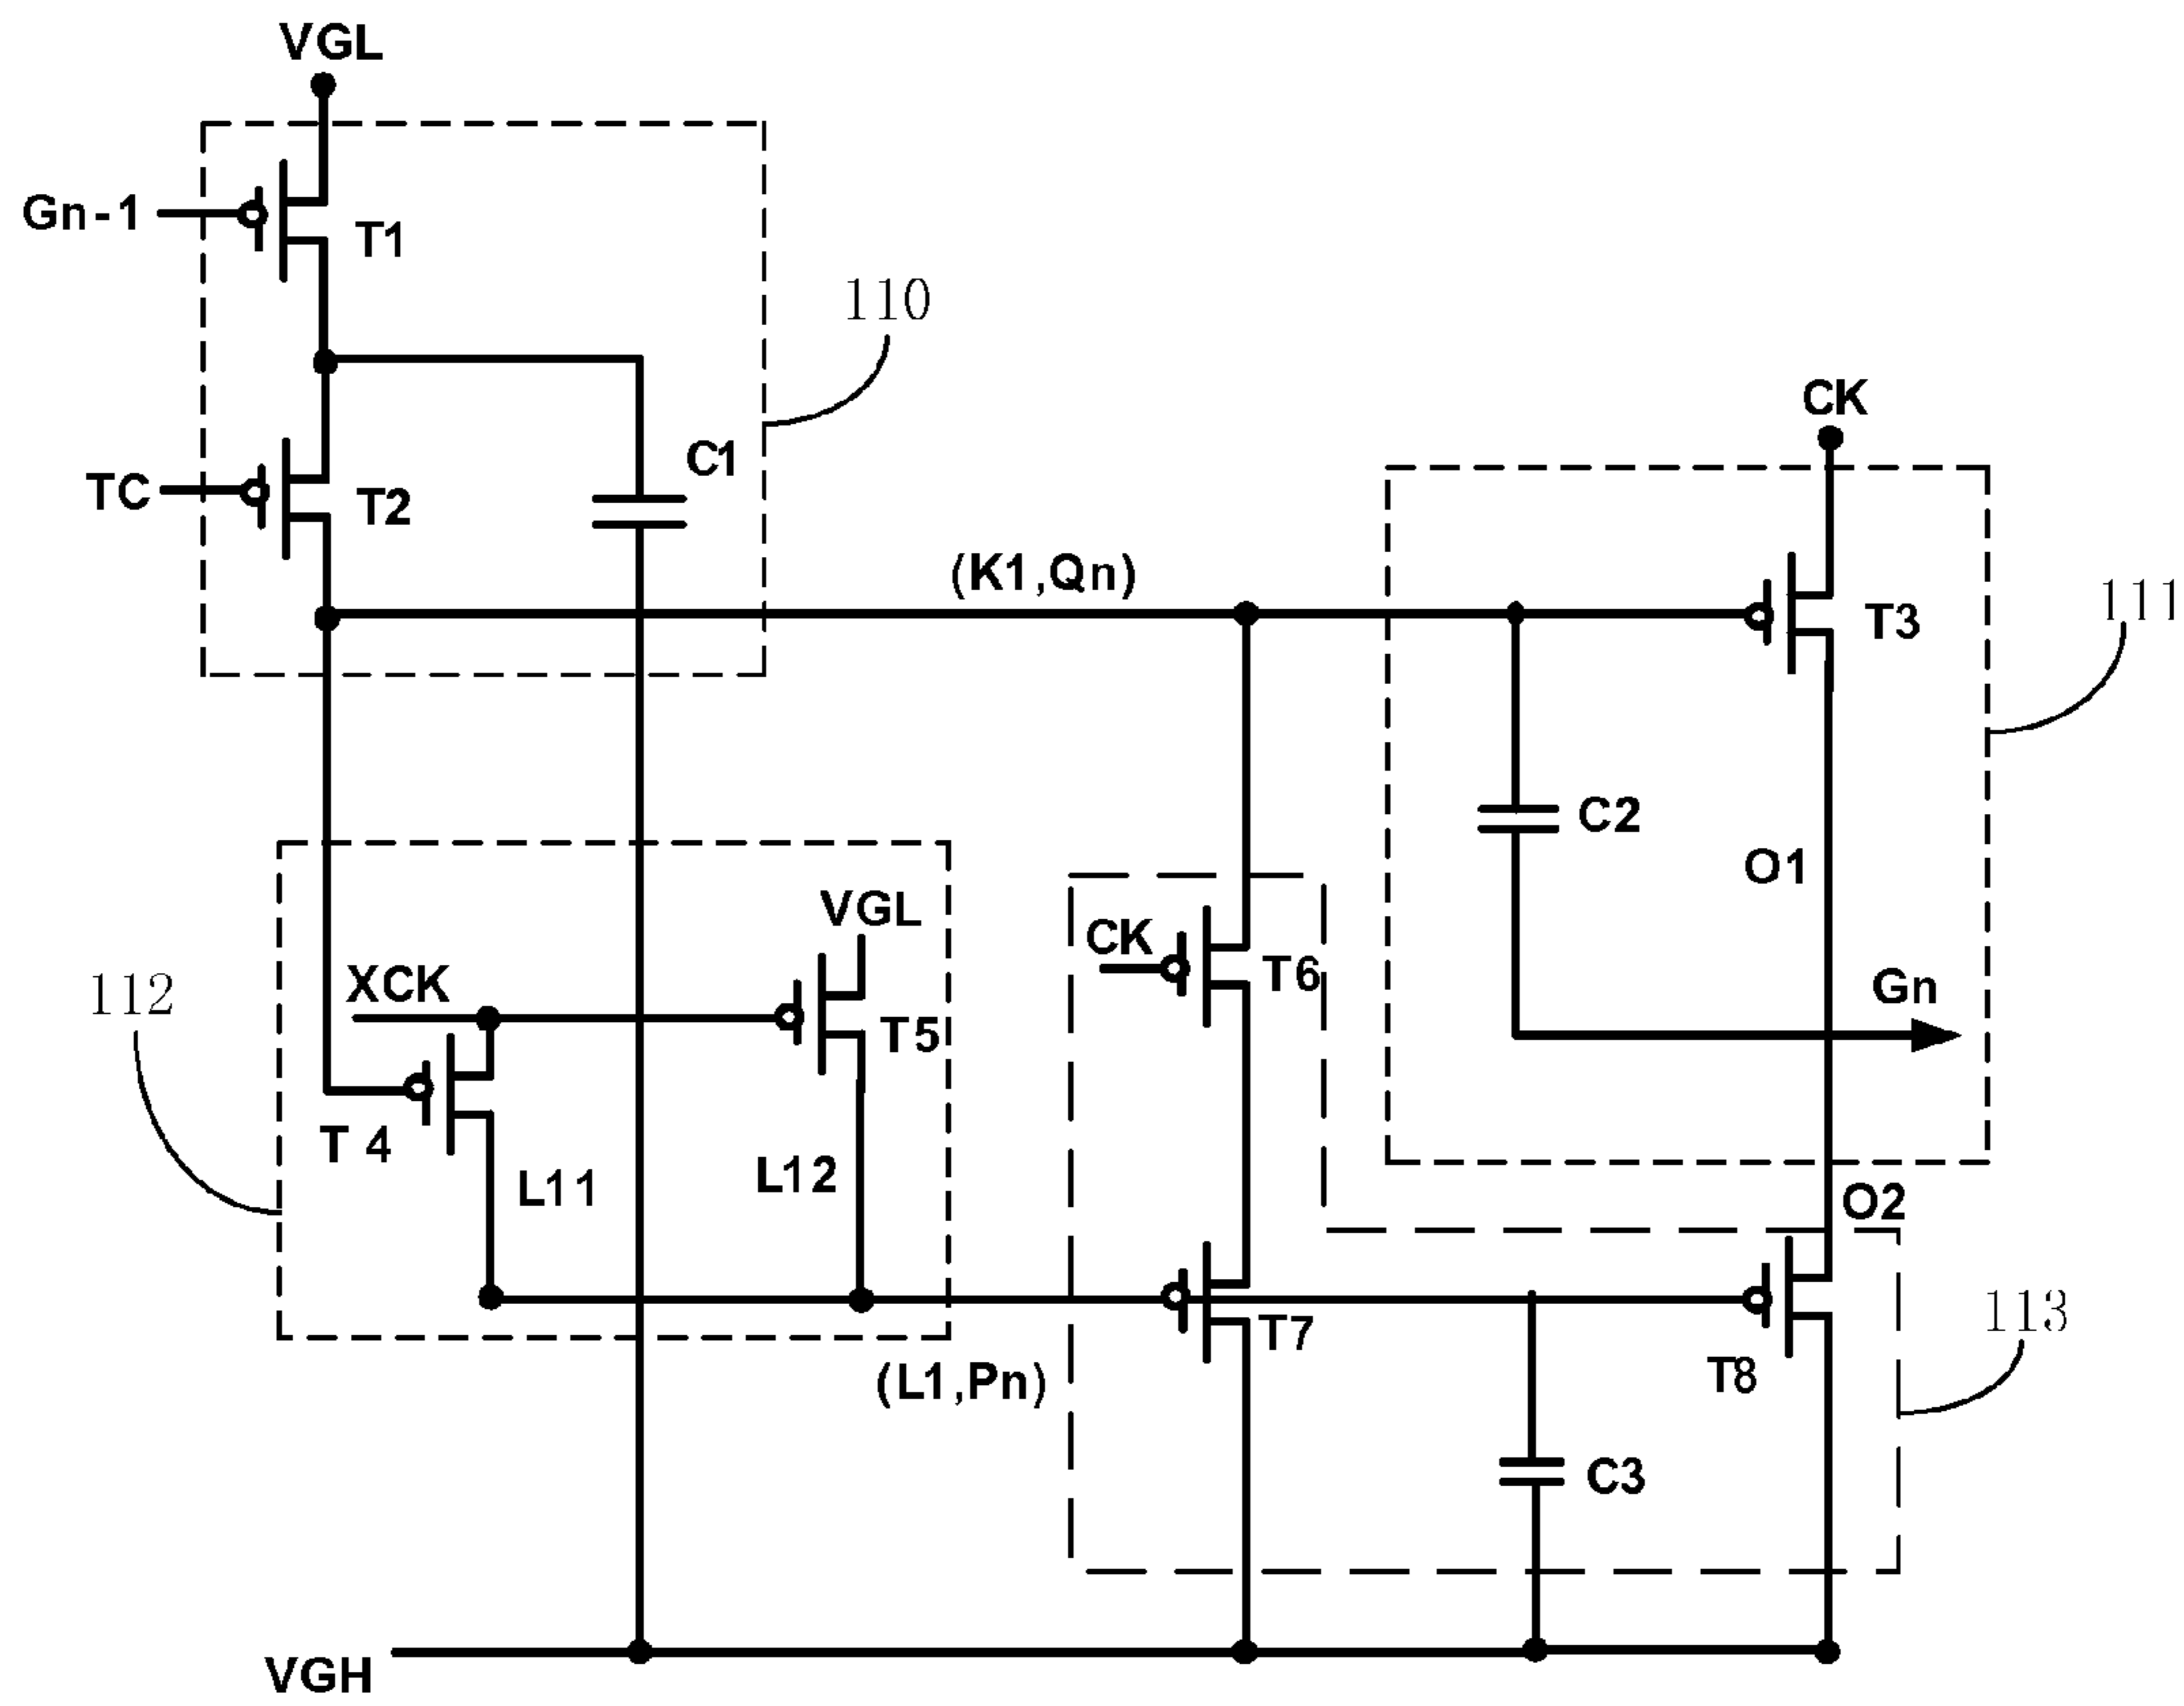 VGL
Gn-1
T1
110
CK
TC
T2
C1
(K1,Qn)
T3
111
C2
O1
VGL
CK
T6
XCK
112
T5
Gn
T 4
L11
L12
O2
T7
113
(L1,Pn)
T8
C3
VGH